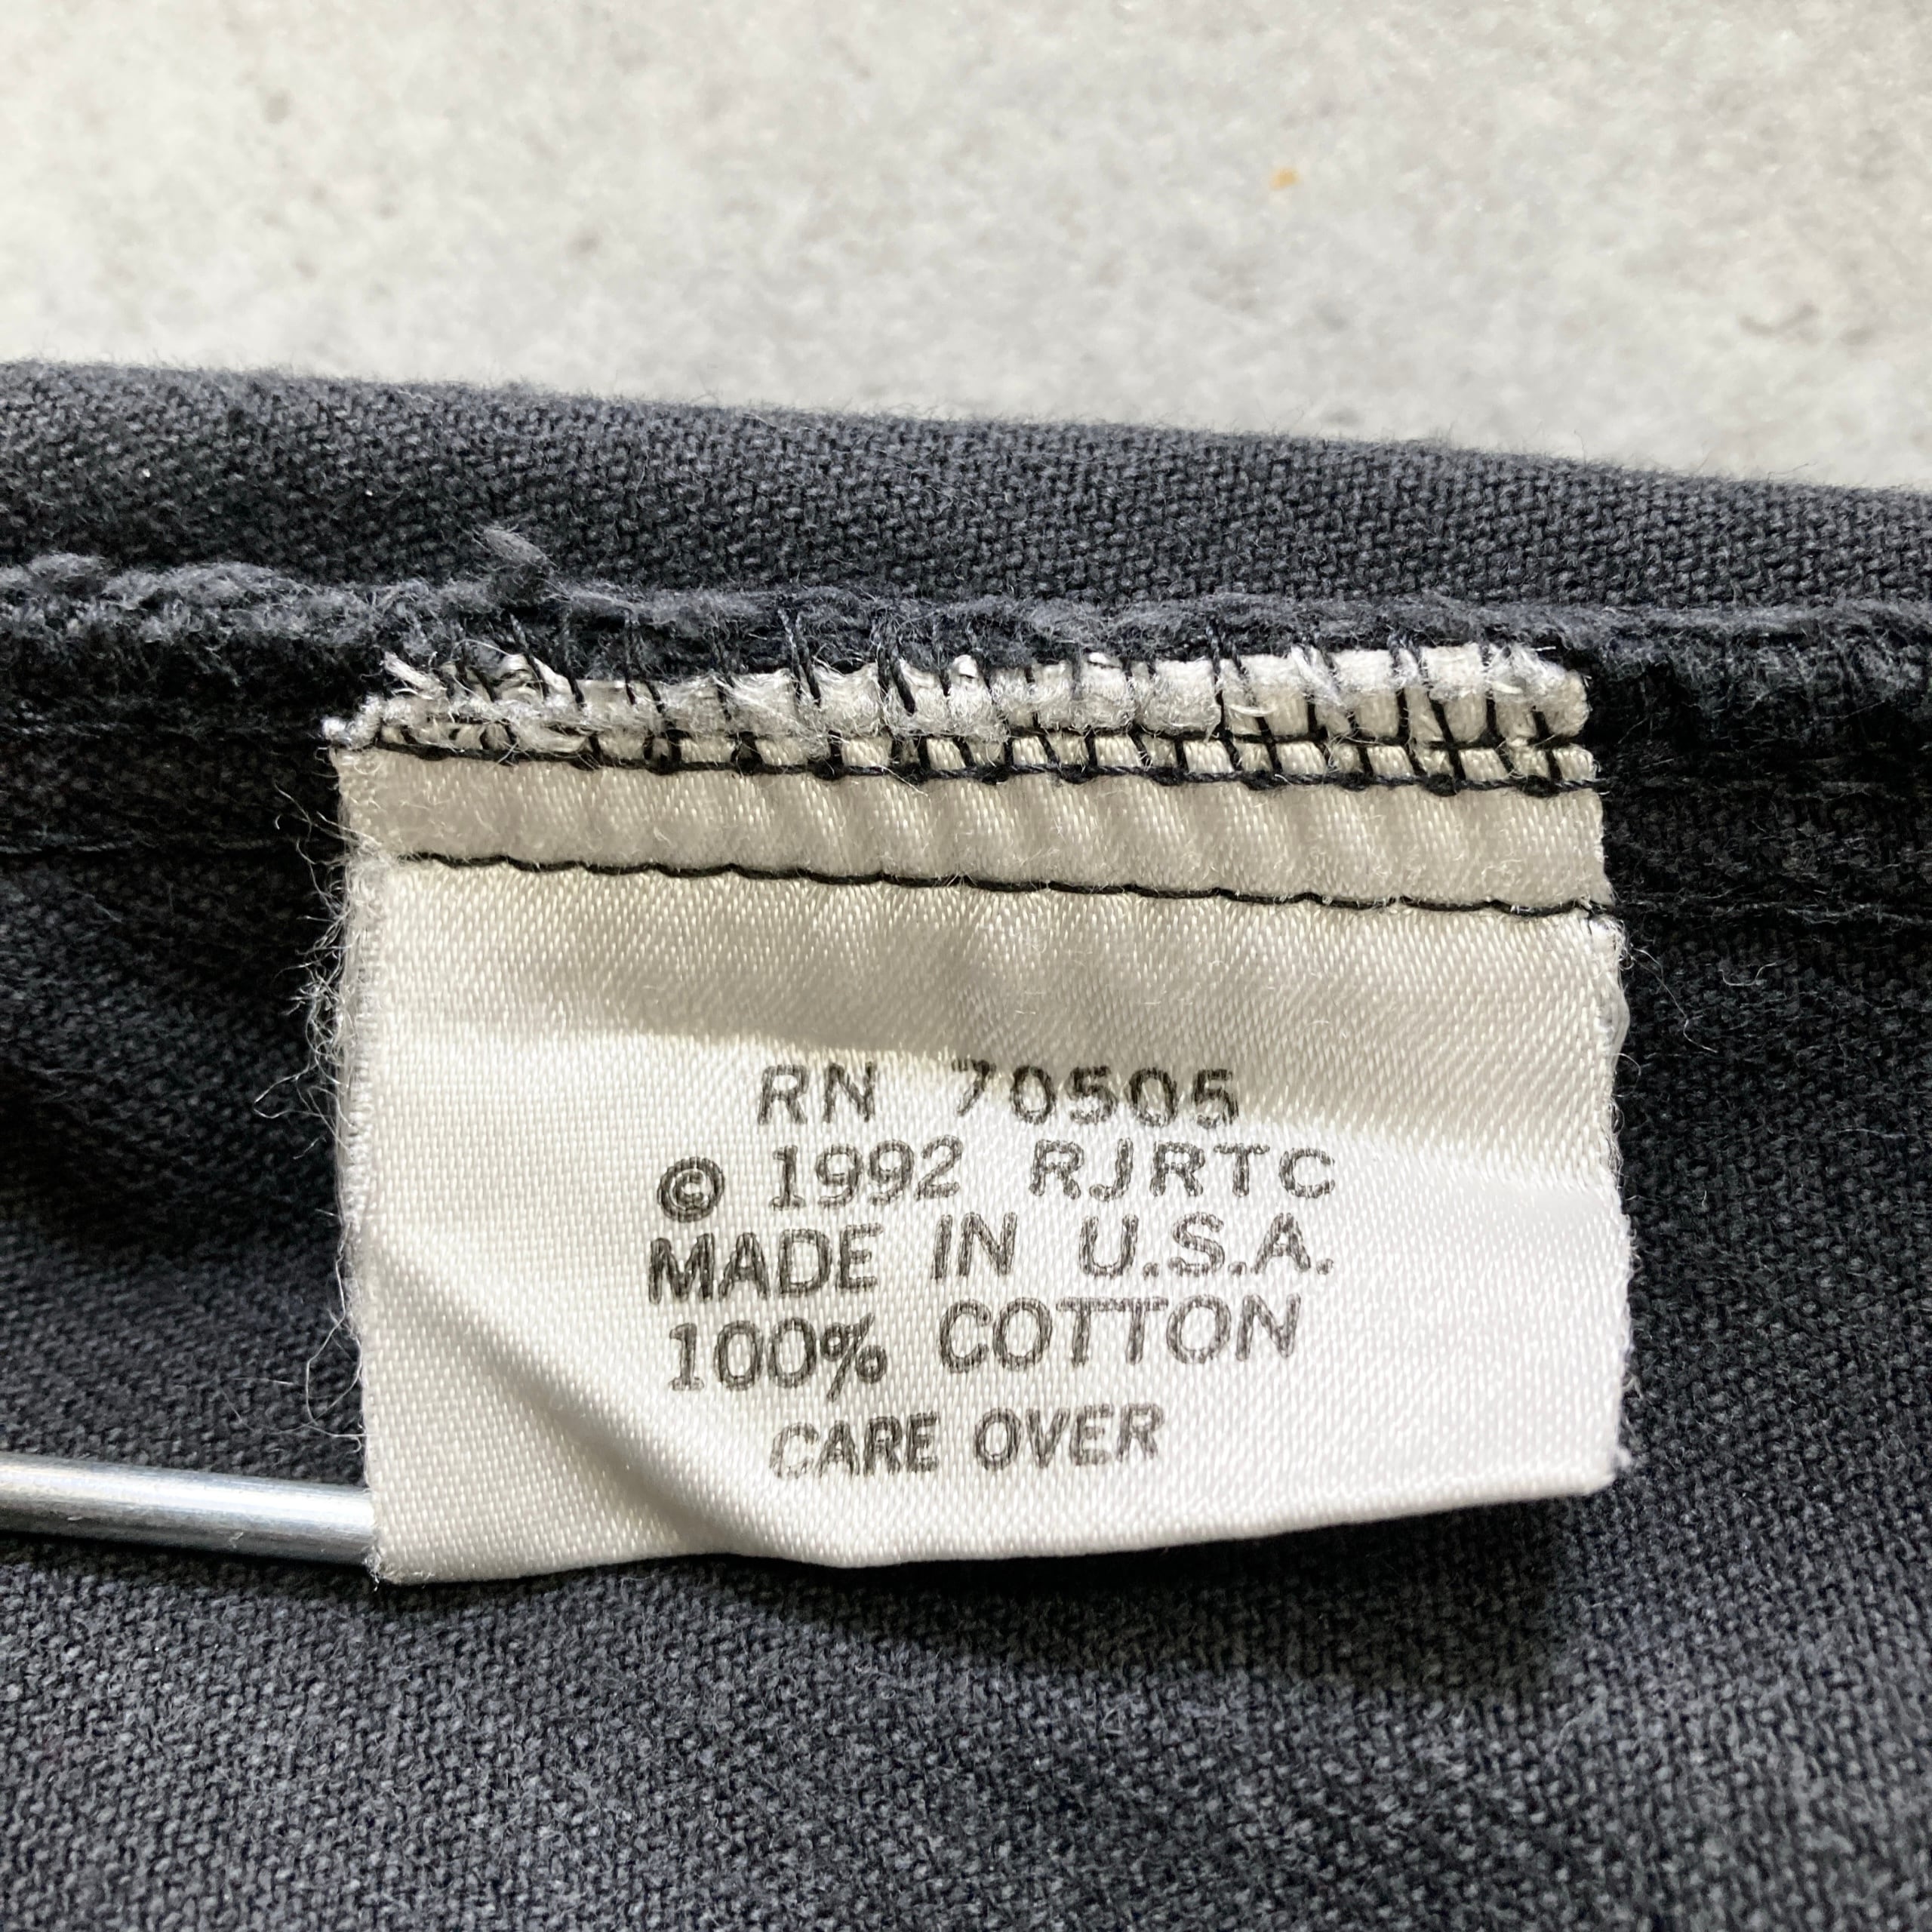 RN 70505
© 1992 RJRTC
MADE IN U.S.A.
100% COTTON
CARE OVER